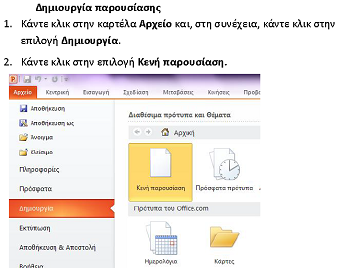 Δημιουργία παρουσίασης
1. Κάντε κλικ στην καρτέλα Αρχείο και, στη συνέχεια, κάντε κλικ στην
επιλογή Δημιουργία.
2. Κάντε κλικ στην επιλογή Κενή παρουσίαση.
Αρχείο Κεντρική Εισαγωγή Σχεδίαση Μεταβάσεις Κινήσεις Προβο
Αποθήκευση
Αποθήκευση ως
Άνοιγμα
Κλείσιμο
Πληροφορίες
Πρόσφατα
Δημιουργία
Εκτύπωση
Αποθήκευση & Αποστολή
Βοήθεια
Διαθέσιμα πρότυπα και Θέματα
Αρχική
Κενή παρουσίαση Πρόσφατα πρότυπα
Πρότυπα του Office.com
Ημερολόγια Κάρτες